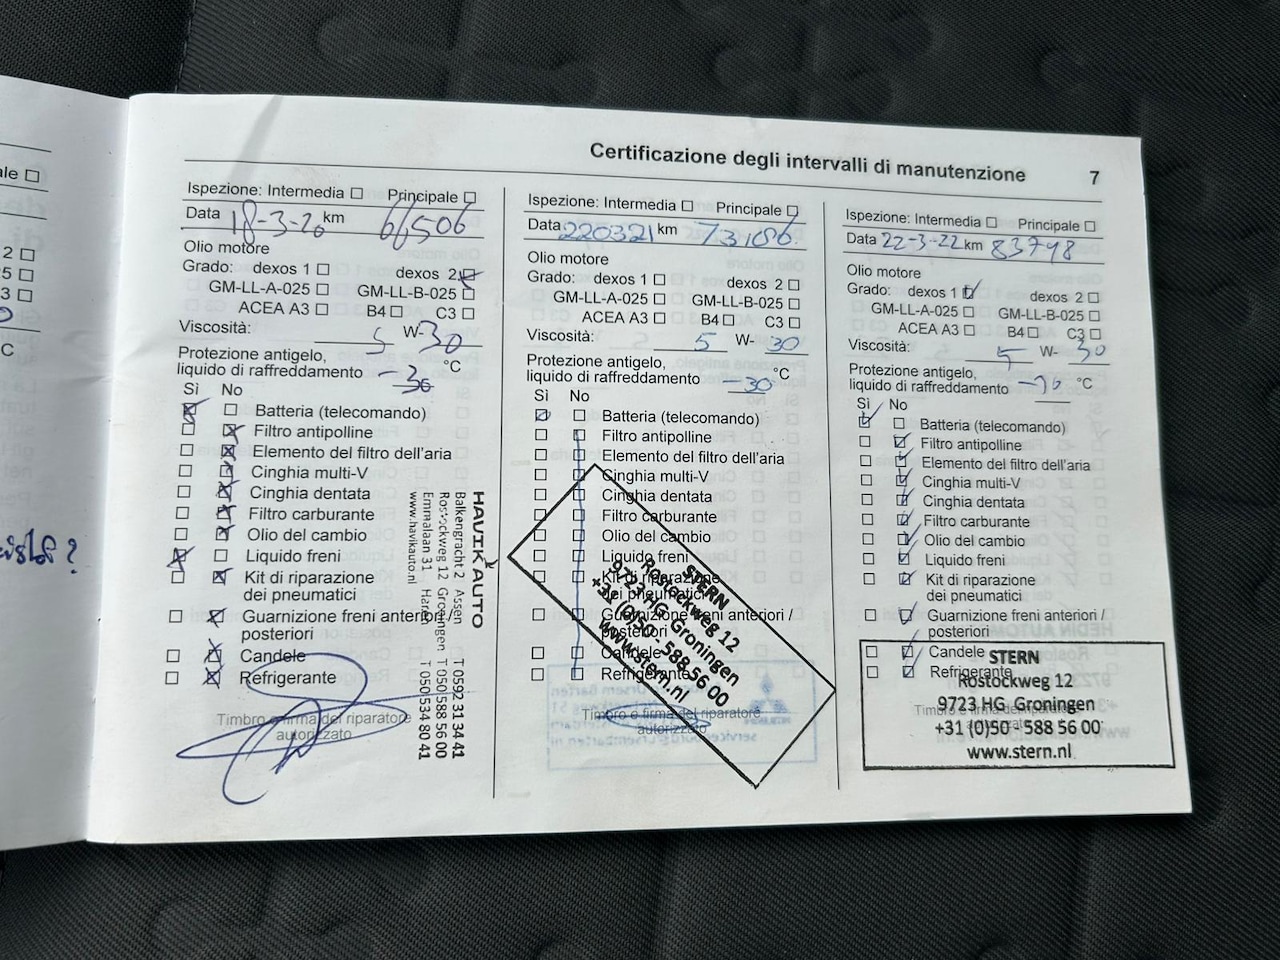 Certificazione degli intervalli di manutenzione 7
ale
2
5
3
C
Ispezione: Intermedia Principale
Data 18-3-20 km 66506
Olio motore
Grado: dexos 1 dexos 2
GM-LL-A-025 GM-LL-B-025
ACEA A3 B4 C3
Viscosità: 5 W-30
Protezione antigelo,
liquido di raffreddamento -36 °C
Sì No
Batteria (telecomando)
Filtro antipolline
Elemento del filtro dell'aria
Cinghia multi-V
Cinghia dentata
Filtro carburante
Olio del cambio
Liquido freni
Kit di riparazione
dei pneumatici
Guarnizione freni anteriori
posteriori
Candele
Refrigerante
Timbro e firma del riparatore
autorizzato
HAVIK AUTO
Balkengracht 2 Assen T 0592 31 34 41
Rostockweg 12 Groningen T 050 588 56 00
Emmalaan 31 Haren T 050 534 80 41
www.havikauto.nl
Ispezione: Intermedia Principale
Data 220321 km 73186
Olio motore
Grado: dexos 1 dexos 2
GM-LL-A-025 GM-LL-B-025
ACEA A3 B4 C3
Viscosità: 5 W- 30
Protezione antigelo,
liquido di raffreddamento -30 °C
Sì No
Batteria (telecomando)
Filtro antipolline
Elemento del filtro dell'aria
Cinghia multi-V
Cinghia dentata
Filtro carburante
Olio del cambio
Liquido freni
Kit di riparazione
dei pneumatici
Guarnizione freni anteriori /
posteriori
Candele
Refrigerante
Timbro e firma del riparatore
autorizzato
STERN
Rostockweg 12
9723 HG Groningen
+31 (0)50 - 588 56 00
www.stern.nl
Ispezione: Intermedia Principale
Data 22-3-22 km 83798
Olio motore
Grado: dexos 1 dexos 2
GM-LL-A-025 GM-LL-B-025
ACEA A3 B4 C3
Viscosità: 5 W- 30
Protezione antigelo,
liquido di raffreddamento °C
Sì No
Batteria (telecomando)
Filtro antipolline
Elemento del filtro dell'aria
Cinghia multi-V
Cinghia dentata
Filtro carburante
Olio del cambio
Liquido freni
Kit di riparazione
dei pneumatici
Guarnizione freni anteriori /
posteriori
Candele
Refrigerante
Timbro e firma del riparatore
autorizzato
STERN
Rostockweg 12
9723 HG Groningen
+31 (0)50 - 588 56 00
www.stern.nl